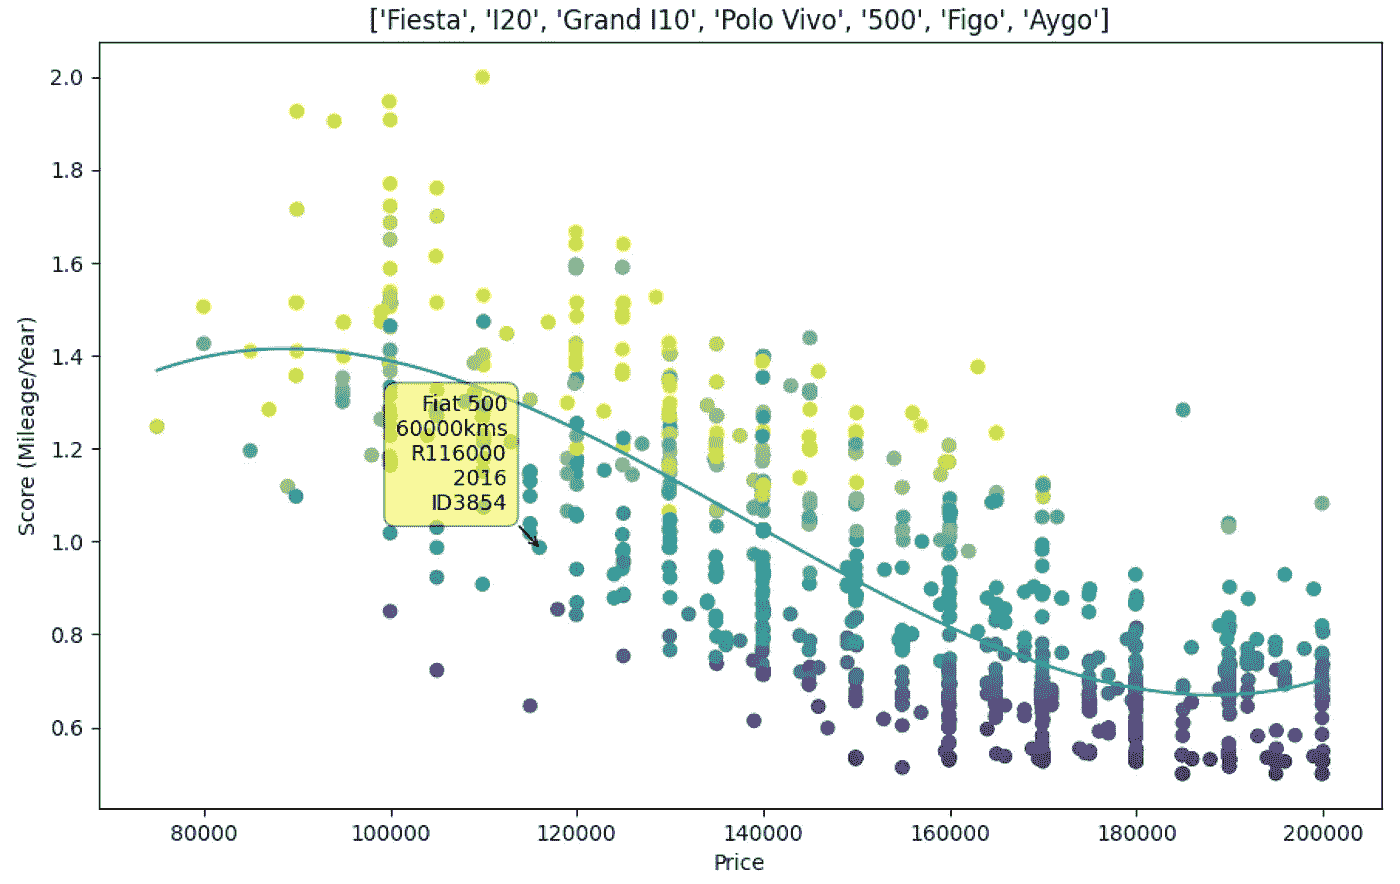 ['Fiesta', 'I20', 'Grand I10', 'Polo Vivo', '500', 'Figo', 'Aygo']
Score (Mileage/Year)
2.0
1.8
1.6
1.4
1.2
1.0
0.8
0.6
Fiat 500
60000kms
R116000
2016
ID3854
80000 100000 120000 140000 160000 180000 200000
Price